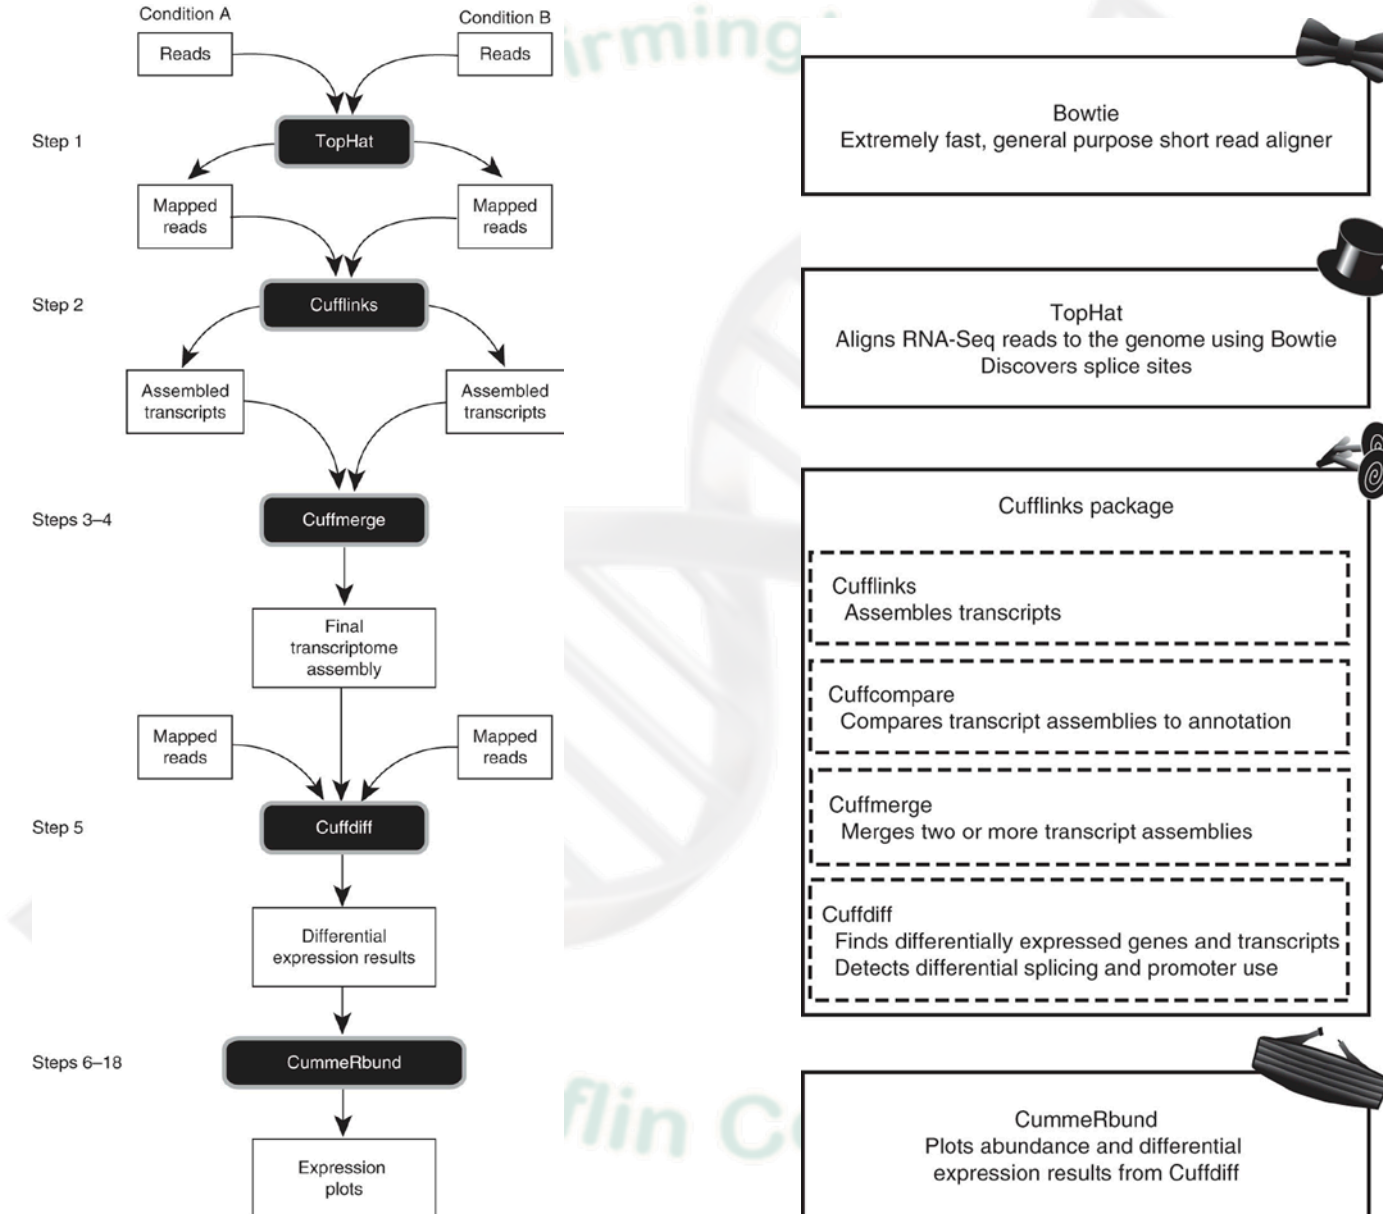 Condition A
Condition B
Reads
Reads
Step 1
TopHat
Mapped
reads
Mapped
reads
Step 2
Cufflinks
Assembled
transcripts
Assembled
transcripts
Steps 3–4
Cuffmerge
Final
transcriptome
assembly
Mapped
reads
Mapped
reads
Step 5
Cuffdiff
Differential
expression results
Steps 6–18
CummeRbund
Expression
plots
Bowtie
Extremely fast, general purpose short read aligner
TopHat
Aligns RNA-Seq reads to the genome using Bowtie
Discovers splice sites
Cufflinks package
Cufflinks
Assembles transcripts
Cuffcompare
Compares transcript assemblies to annotation
Cuffmerge
Merges two or more transcript assemblies
Cuffdiff
Finds differentially expressed genes and transcripts
Detects differential splicing and promoter use
CummeRbund
Plots abundance and differential
expression results from Cuffdiff